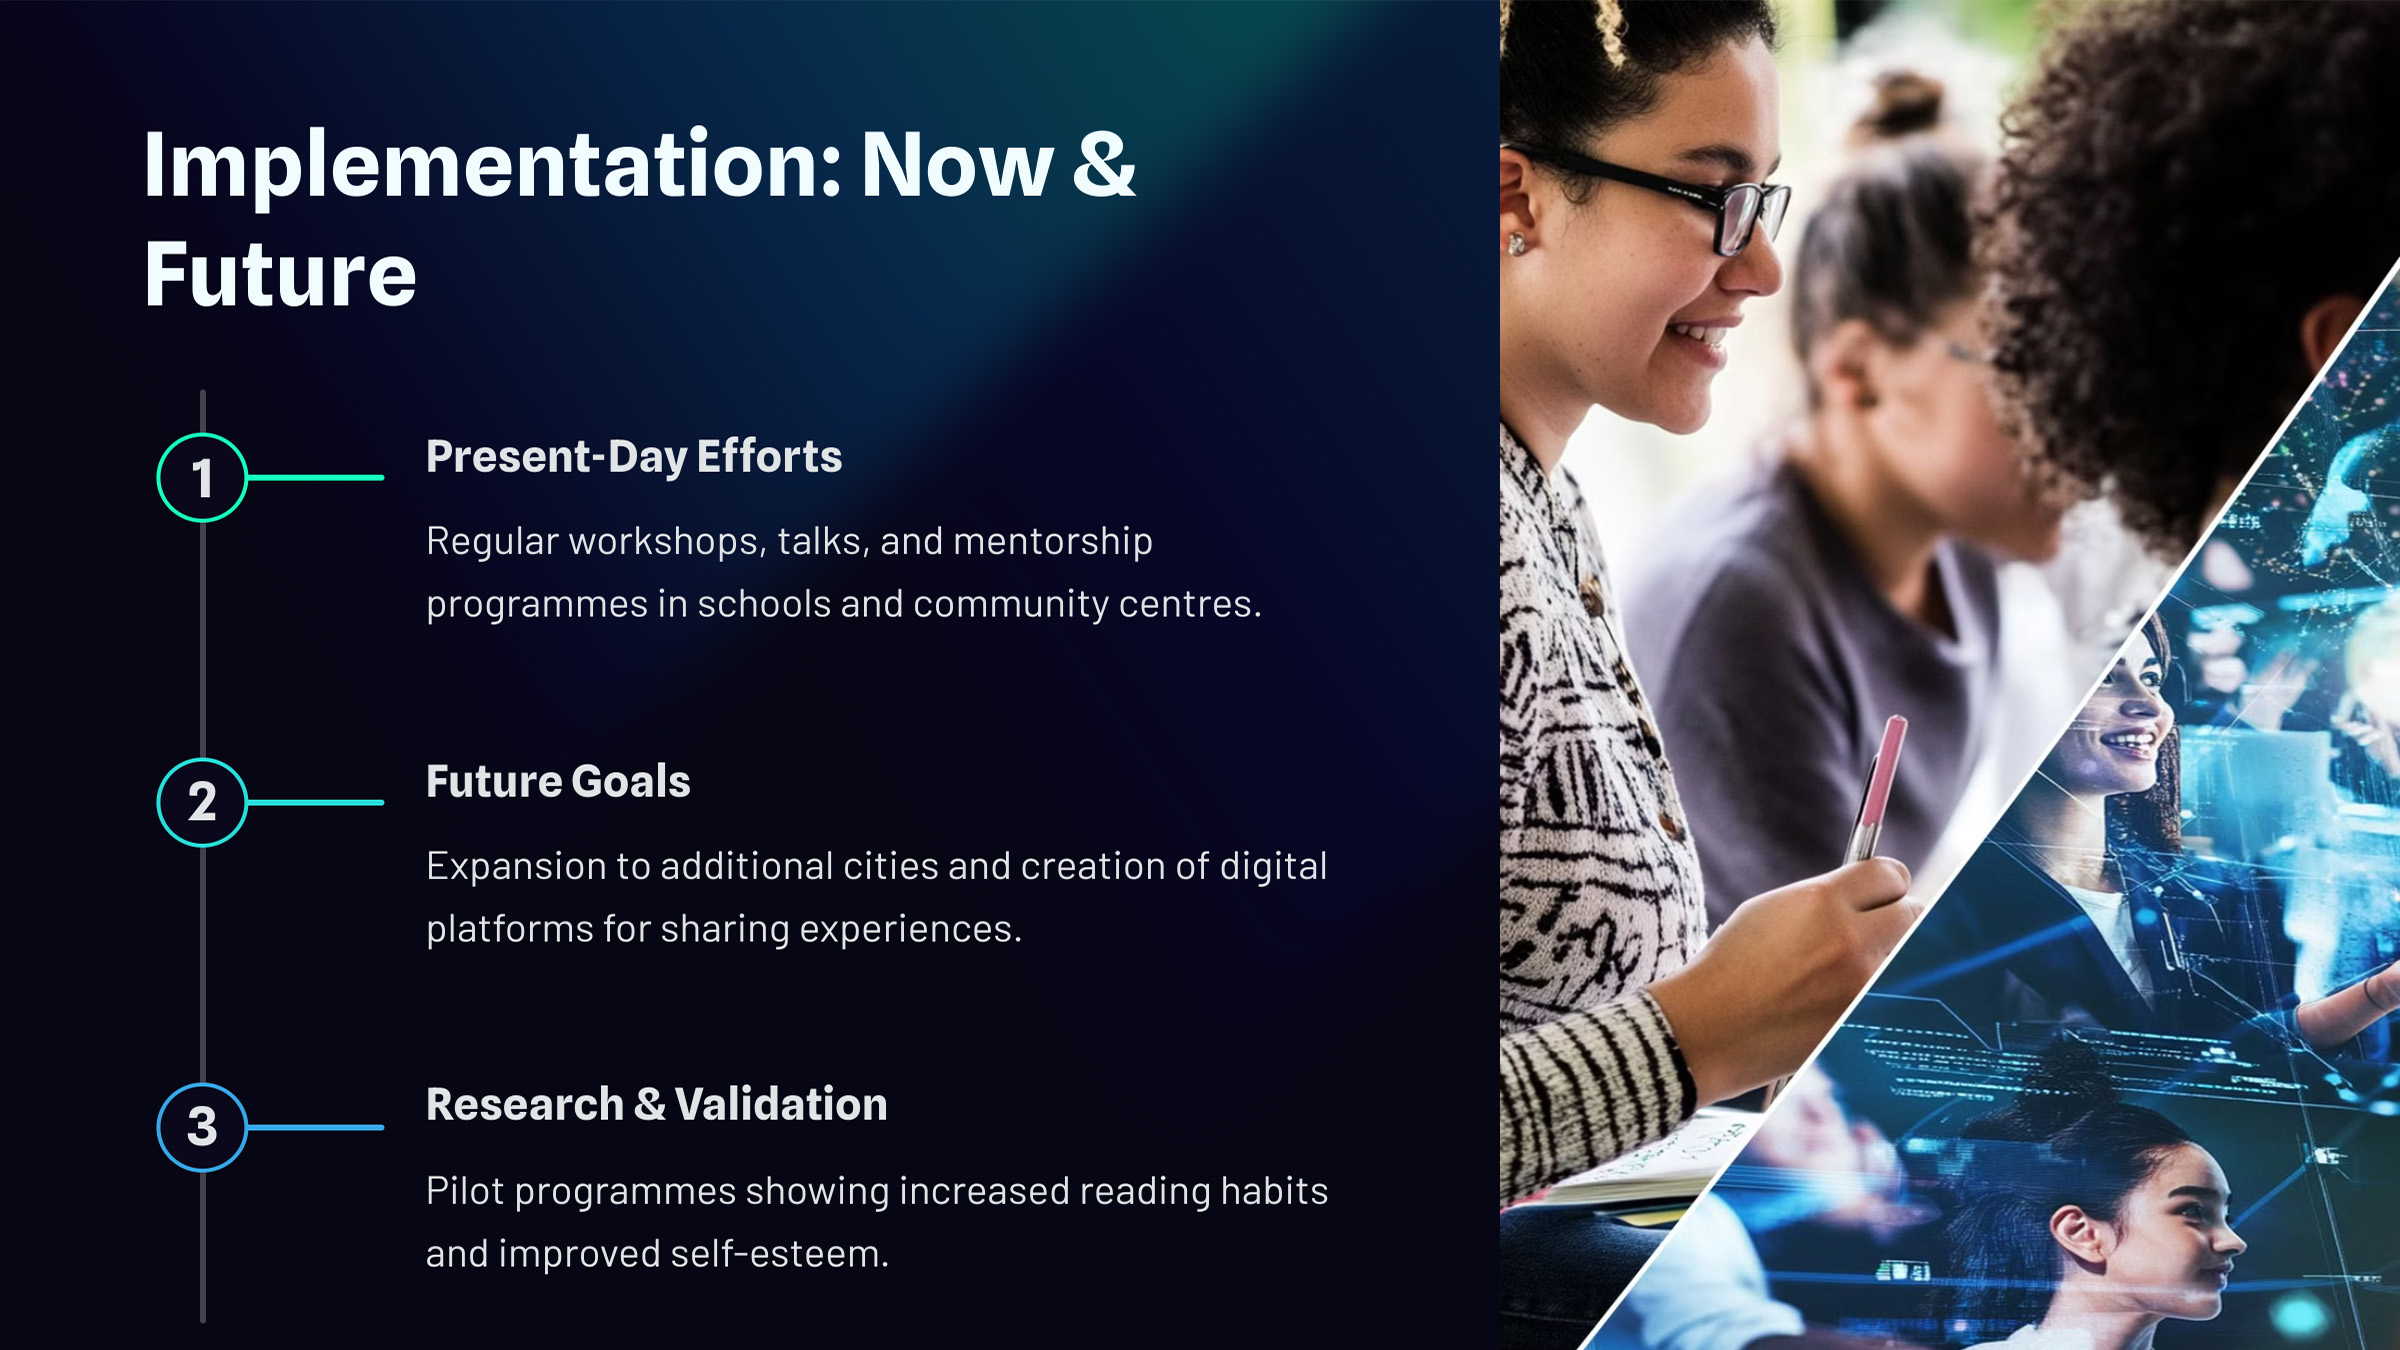 Implementation: Now &
Future
1
Present-Day Efforts
Regular workshops, talks, and mentorship
programmes in schools and community centres.
2
Future Goals
Expansion to additional cities and creation of digital
platforms for sharing experiences.
3
Research & Validation
Pilot programmes showing increased reading habits
and improved self-esteem.